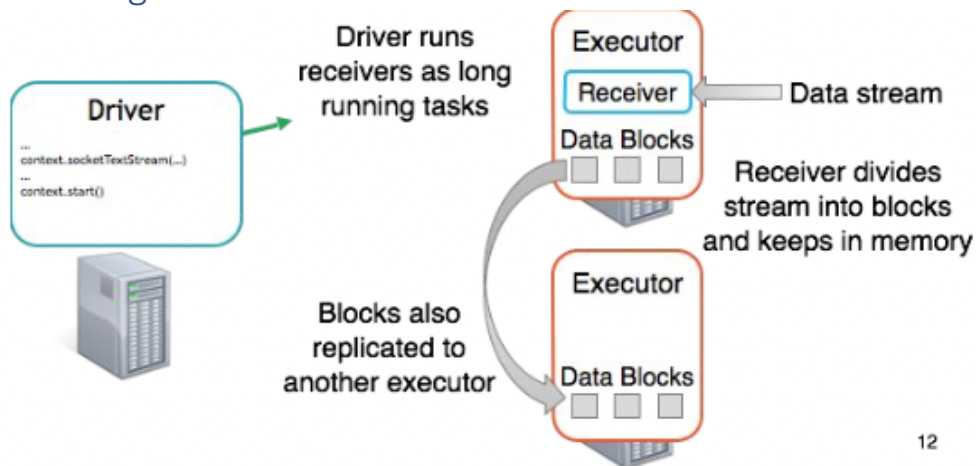 Driver
...
context.socketTextStream(...)
...
context.start()
Driver runs
receivers as long
running tasks
Executor
Receiver
Data Blocks
Data stream
Receiver divides
stream into blocks
and keeps in memory
Blocks also
replicated to
another executor
Executor
Data Blocks
12